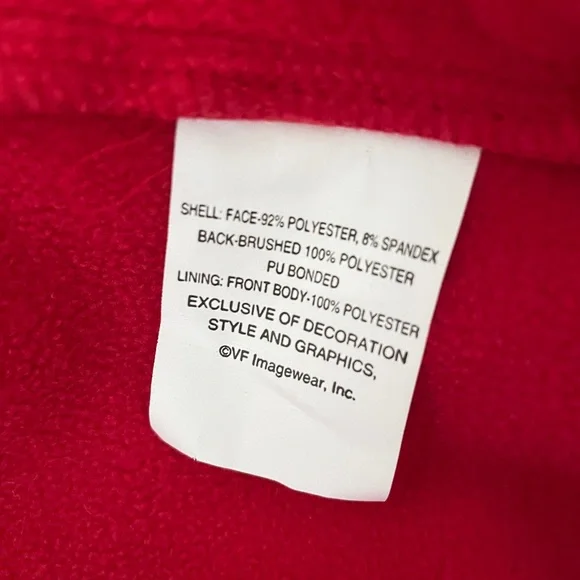 SHELL: FACE-92% POLYESTER, 8% SPANDEX
BACK-BRUSHED 100% POLYESTER
PU BONDED
LINING: FRONT BODY-100% POLYESTER
EXCLUSIVE OF DECORATION
STYLE AND GRAPHICS,
©VF Imagewear, Inc.